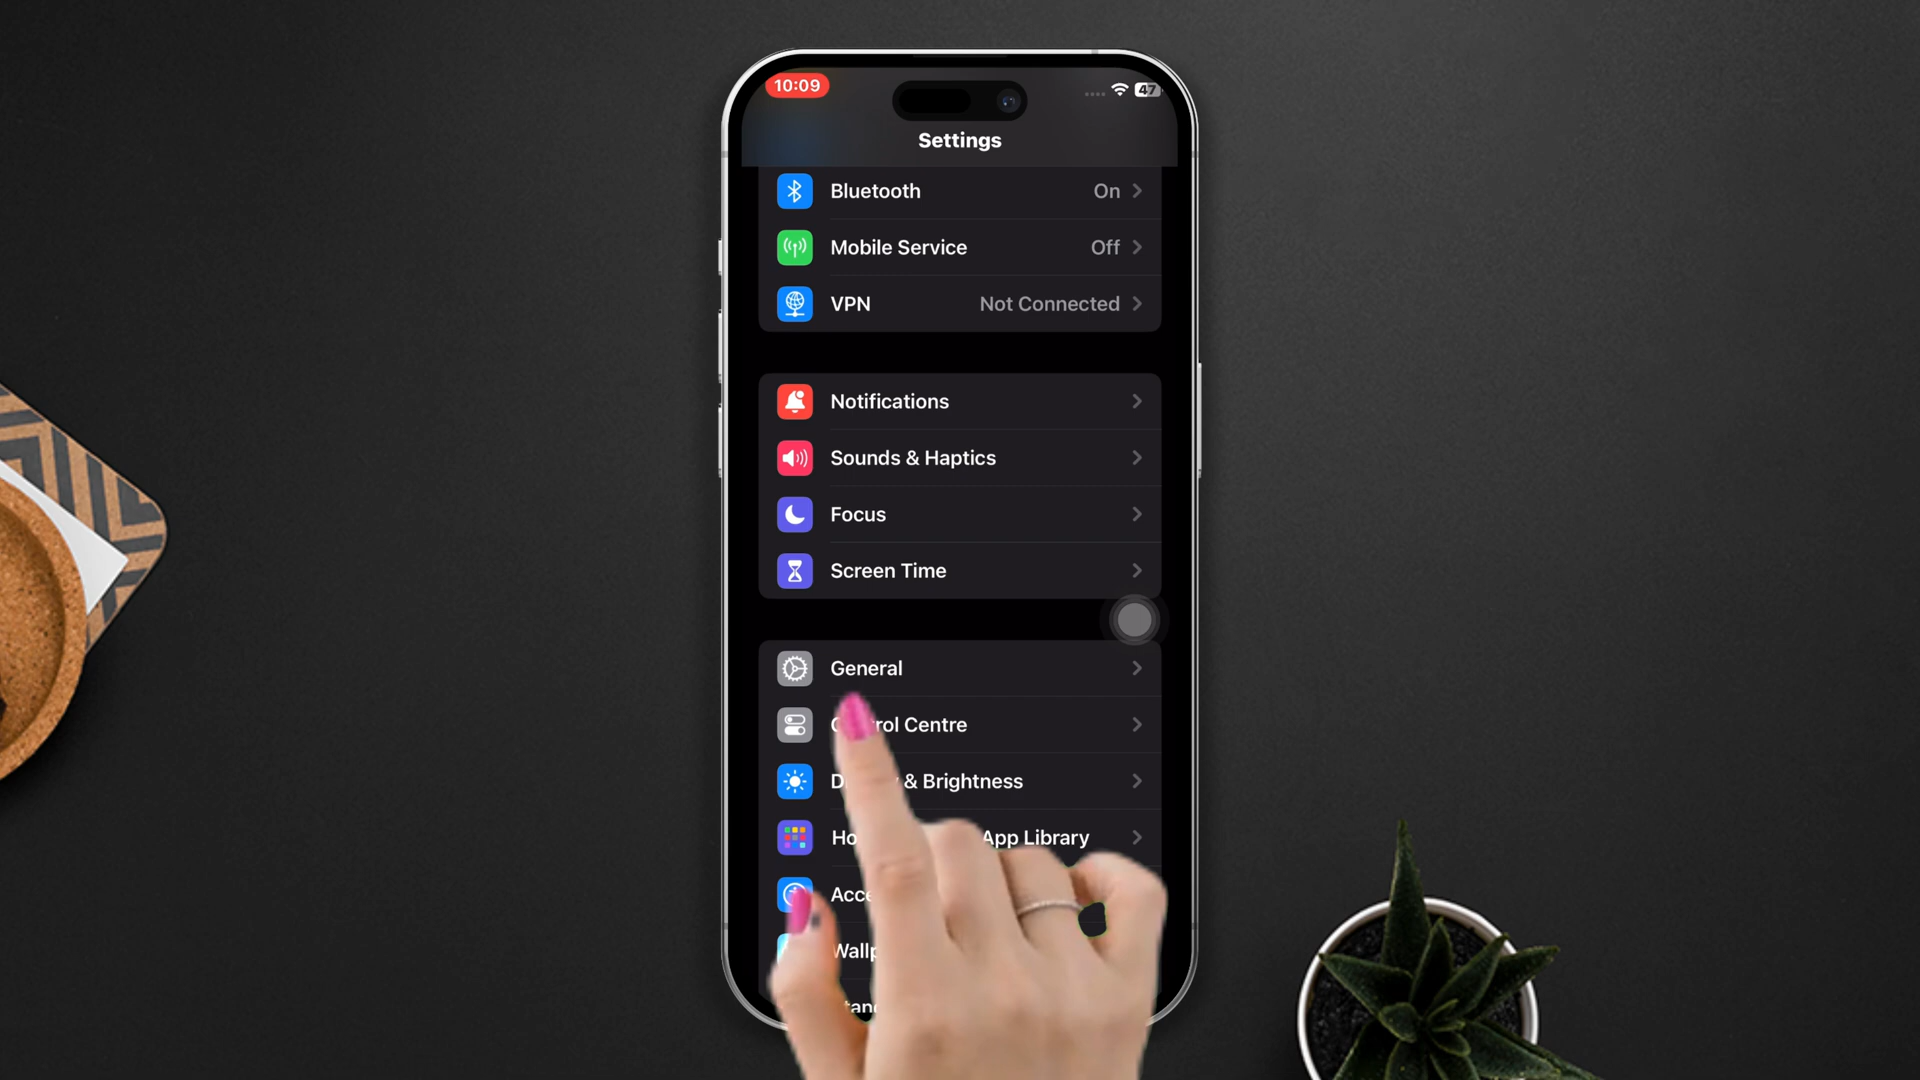 10:09
47
Settings
Bluetooth On
Mobile Service Off
VPN Not Connected
Notifications
Sounds & Haptics
Focus
Screen Time
General
Centre
& Brightness
App Library